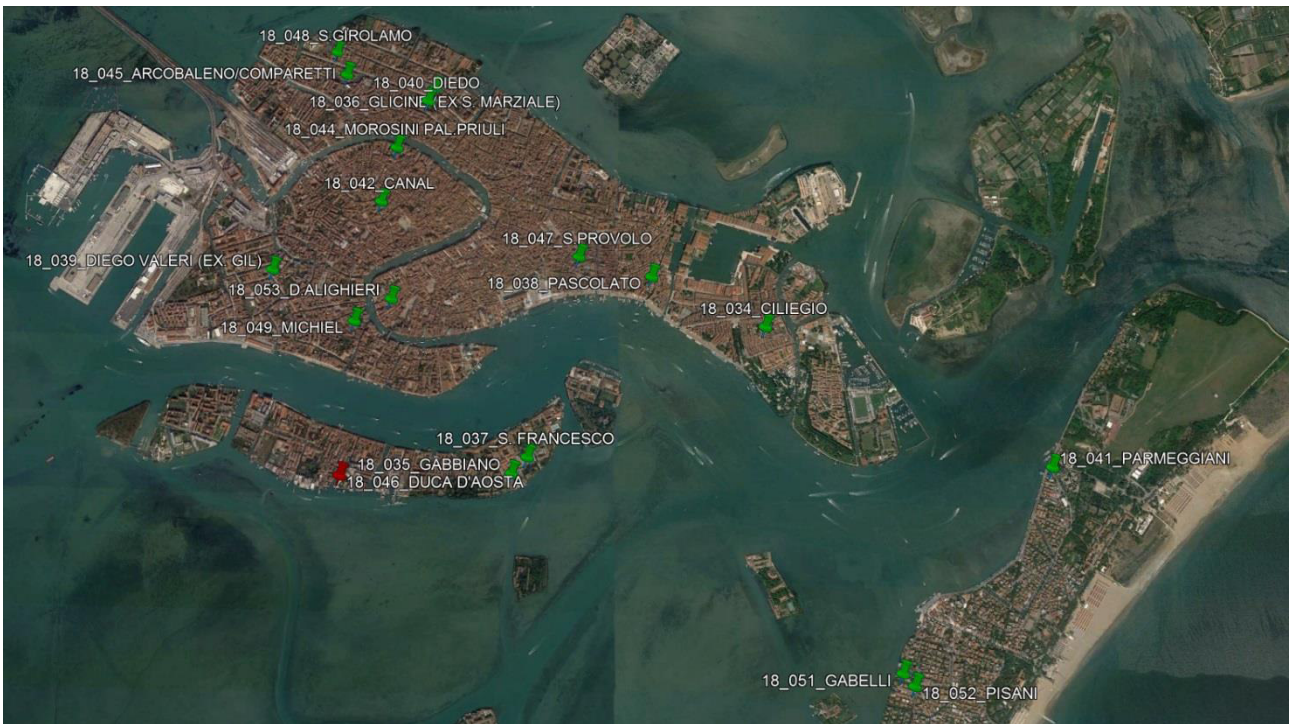 18_048_S.GIROLAMO
18_045_ARCOBALENO/COMPARETTI
18_040_DIEDO
18_036_GLICINE (EX S. MARZIALE)
18_044_MOROSINI PAL.PRIULI
18_042_CANAL
18_047_S.PROVOLO
18_039_DIEGO VALERI (EX GIL)
18_038_PASCOLATO
18_053_D.ALIGHIERI
18_034_CILIEGIO
18_049_MICHIEL
18_037_S. FRANCESCO
18_035_GABBIANO
18_041_PARMEGGIANI
18_046_DUCA D'AOSTA
18_051_GABELLI
18_052_PISANI